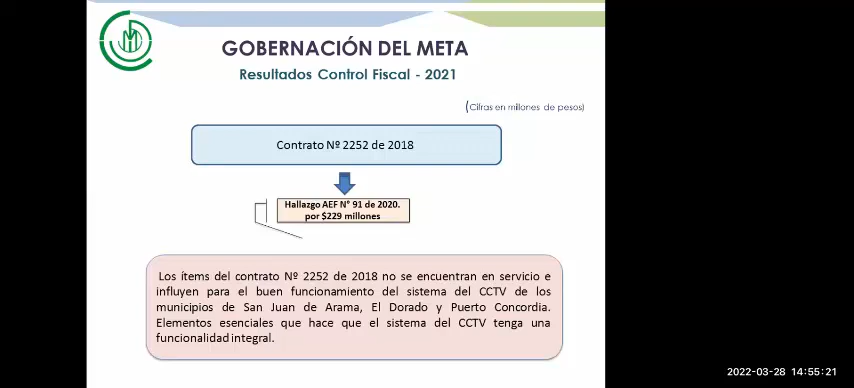 GOBERNACIÓN DEL META
Resultados Control Fiscal - 2021
(Cifras en millones de pesos)
Contrato Nº 2252 de 2018
Hallazgo AEF N° 91 de 2020.
por $229 millones
Los ítems del contrato Nº 2252 de 2018 no se encuentran en servicio e
influyen para el buen funcionamiento del sistema del CCTV de los
municipios de San Juan de Arama, El Dorado y Puerto Concordia.
Elementos esenciales que hace que el sistema del CCTV tenga una
funcionalidad integral.
2022-03-28 14:55:21